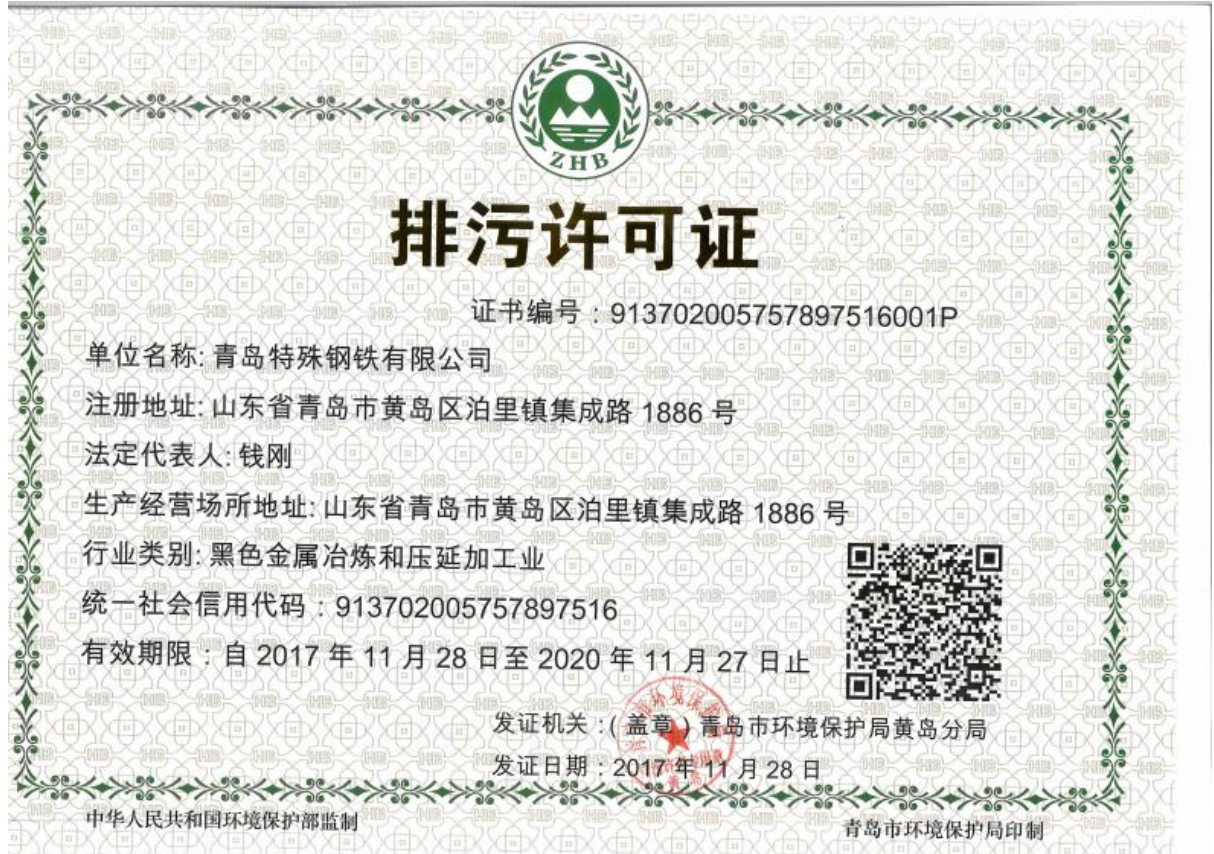 ZHB
排污许可证
证书编号：913702005757897516001P
单位名称: 青岛特殊钢铁有限公司
注册地址: 山东省青岛市黄岛区泊里镇集成路 1886 号
法定代表人: 钱刚
生产经营场所地址: 山东省青岛市黄岛区泊里镇集成路 1886 号
行业类别: 黑色金属冶炼和压延加工业
统一社会信用代码：913702005757897516
有效期限：自 2017 年 11 月 28 日至 2020 年 11 月 27 日止
发证机关：(盖章) 青岛市环境保护局黄岛分局
发证日期：2017 年 11 月 28 日
中华人民共和国环境保护部监制
青岛市环境保护局印制